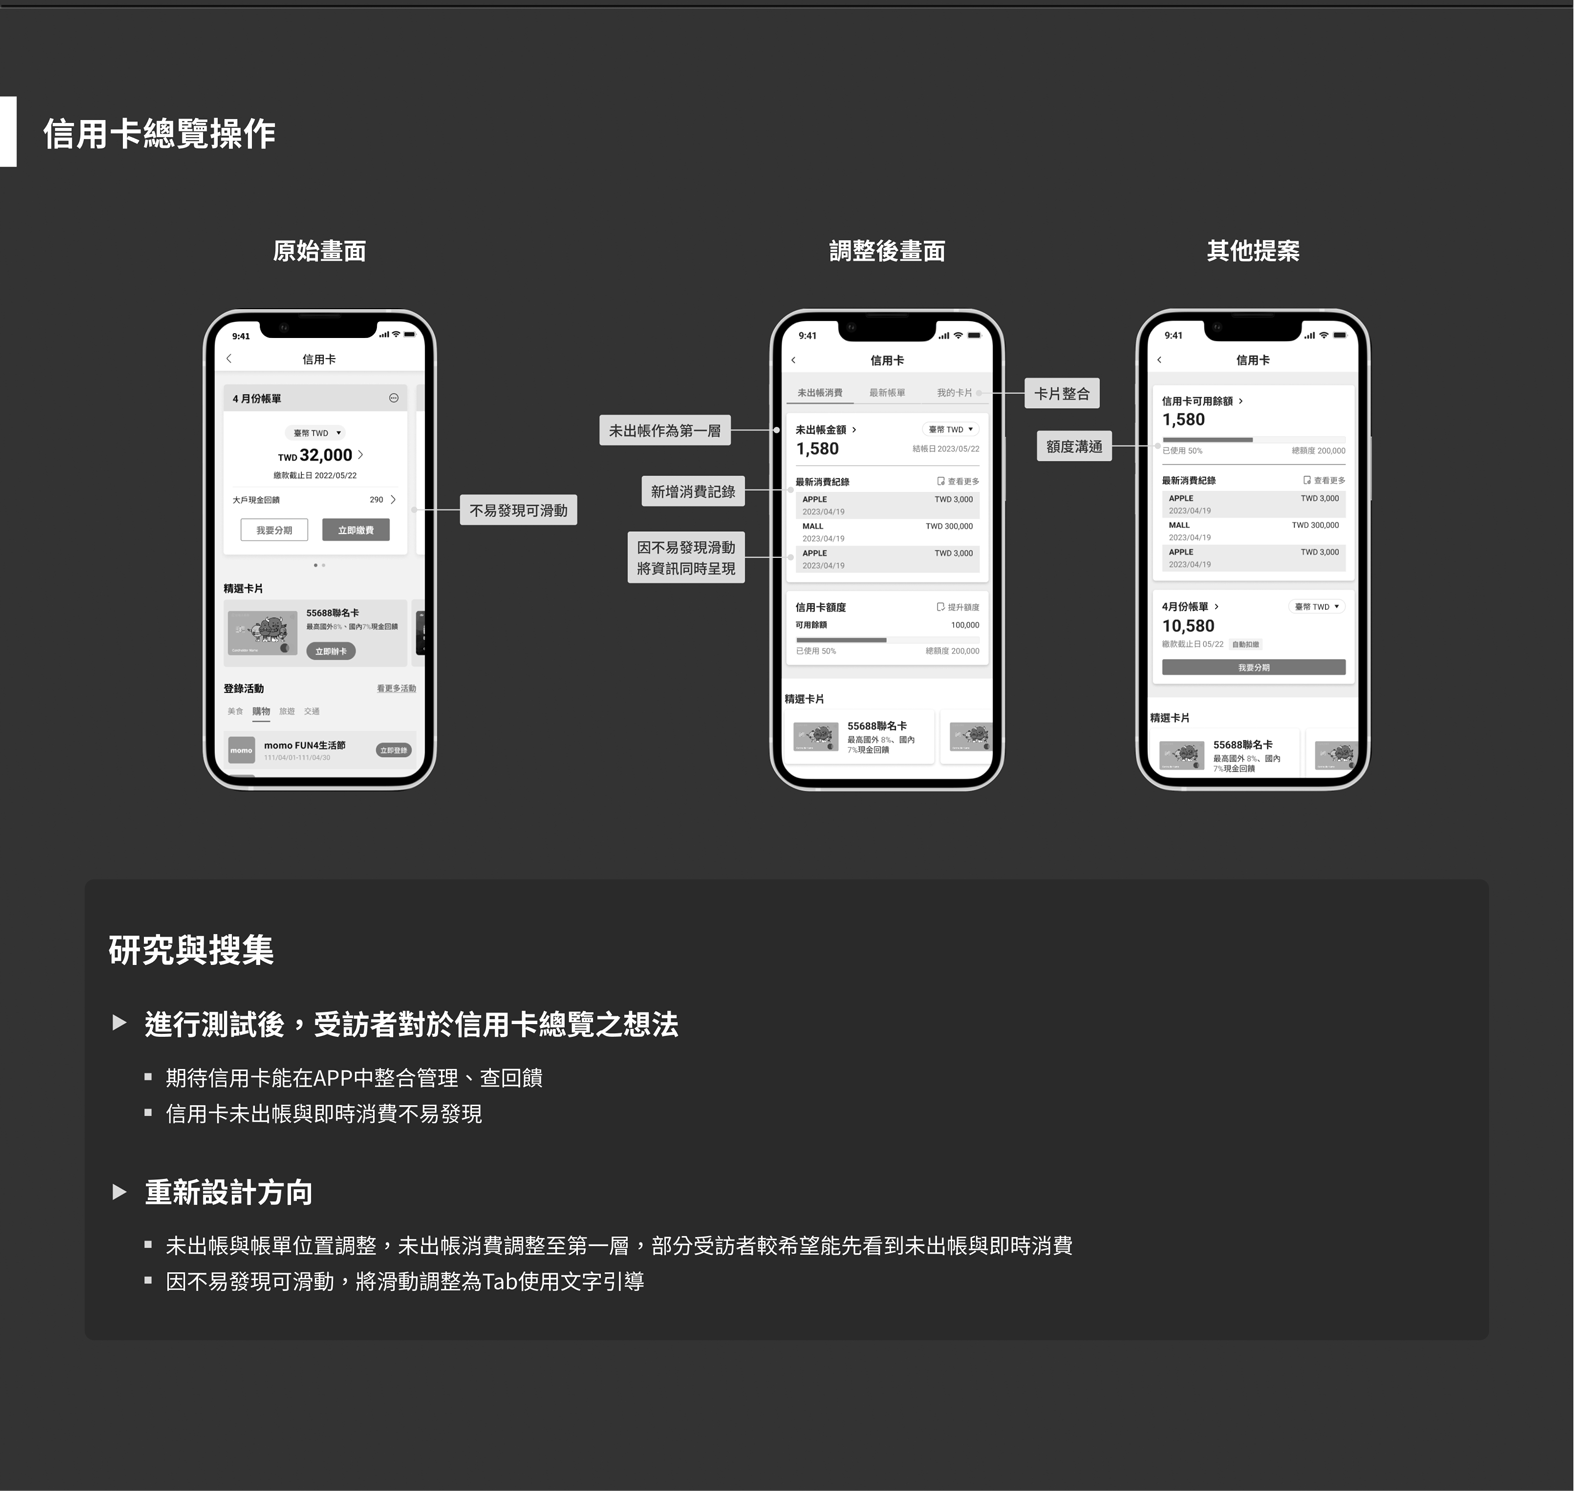 信用卡總覽操作
原始畫面
9:41
信用卡
4 月份帳單
臺幣 TWD ▼
TWD 32,000
繳款截止日 2022/05/22
大戶現金回饋 290
我要分期 立即繳費
精選卡片
55688聯名卡
最高國外8%、國內7%現金回饋
立即辦卡
登錄活動 看更多活動
美食 購物 旅遊 交通
momo
momo FUN4生活節
111/04/01-111/04/30
立即登錄
不易發現可滑動
調整後畫面
9:41
信用卡
未出帳消費 最新帳單 我的卡片
未出帳金額 臺幣 TWD ▼
1,580 結帳日 2023/05/22
最新消費紀錄 查看更多
APPLE TWD 3,000
2023/04/19
MALL TWD 300,000
2023/04/19
APPLE TWD 3,000
2023/04/19
信用卡額度 提升額度
可用餘額 100,000
已使用 50% 總額度 200,000
精選卡片
55688聯名卡
最高國外 8%、國內
7%現金回饋
未出帳作為第一層
新增消費記錄
因不易發現滑動
將資訊同時呈現
卡片整合
其他提案
9:41
信用卡
信用卡可用餘額
1,580
已使用 50% 總額度 200,000
最新消費紀錄 查看更多
APPLE TWD 3,000
2023/04/19
MALL TWD 300,000
2023/04/19
APPLE TWD 3,000
2023/04/19
4月份帳單 臺幣 TWD ▼
10,580
繳款截止日 05/22 自動扣繳
我要分期
精選卡片
55688聯名卡
最高國外 8%、國內
7%現金回饋
額度溝通
研究與搜集
進行測試後，受訪者對於信用卡總覽之想法
期待信用卡能在APP中整合管理、查回饋
信用卡未出帳與即時消費不易發現
重新設計方向
未出帳與帳單位置調整，未出帳消費調整至第一層，部分受訪者較希望能先看到未出帳與即時消費
因不易發現可滑動，將滑動調整為Tab使用文字引導